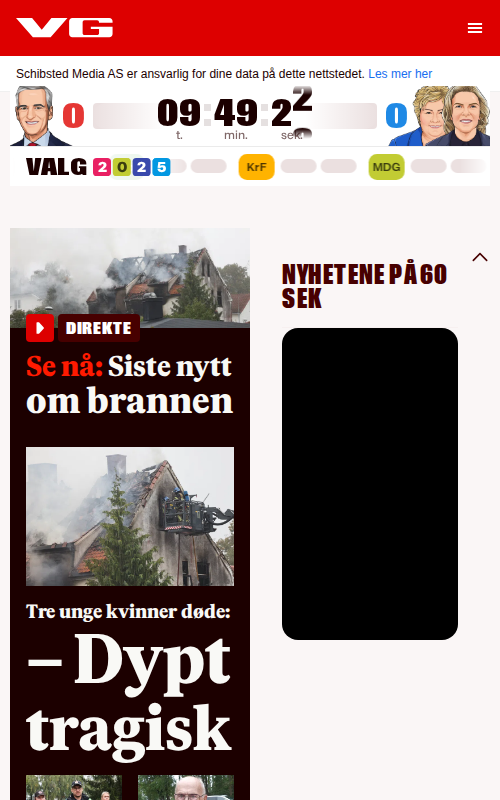 VG
Schibsted Media AS er ansvarlig for dine data på dette nettstedet. Les mer her
0
09:49:22
0
t. min. sek.
VALG 2025
KrF
MDG
DIREKTE
Se nå: Siste nytt
om brannen
Tre unge kvinner døde:
– Dypt
tragisk
NYHETENE PÅ 60
SEK